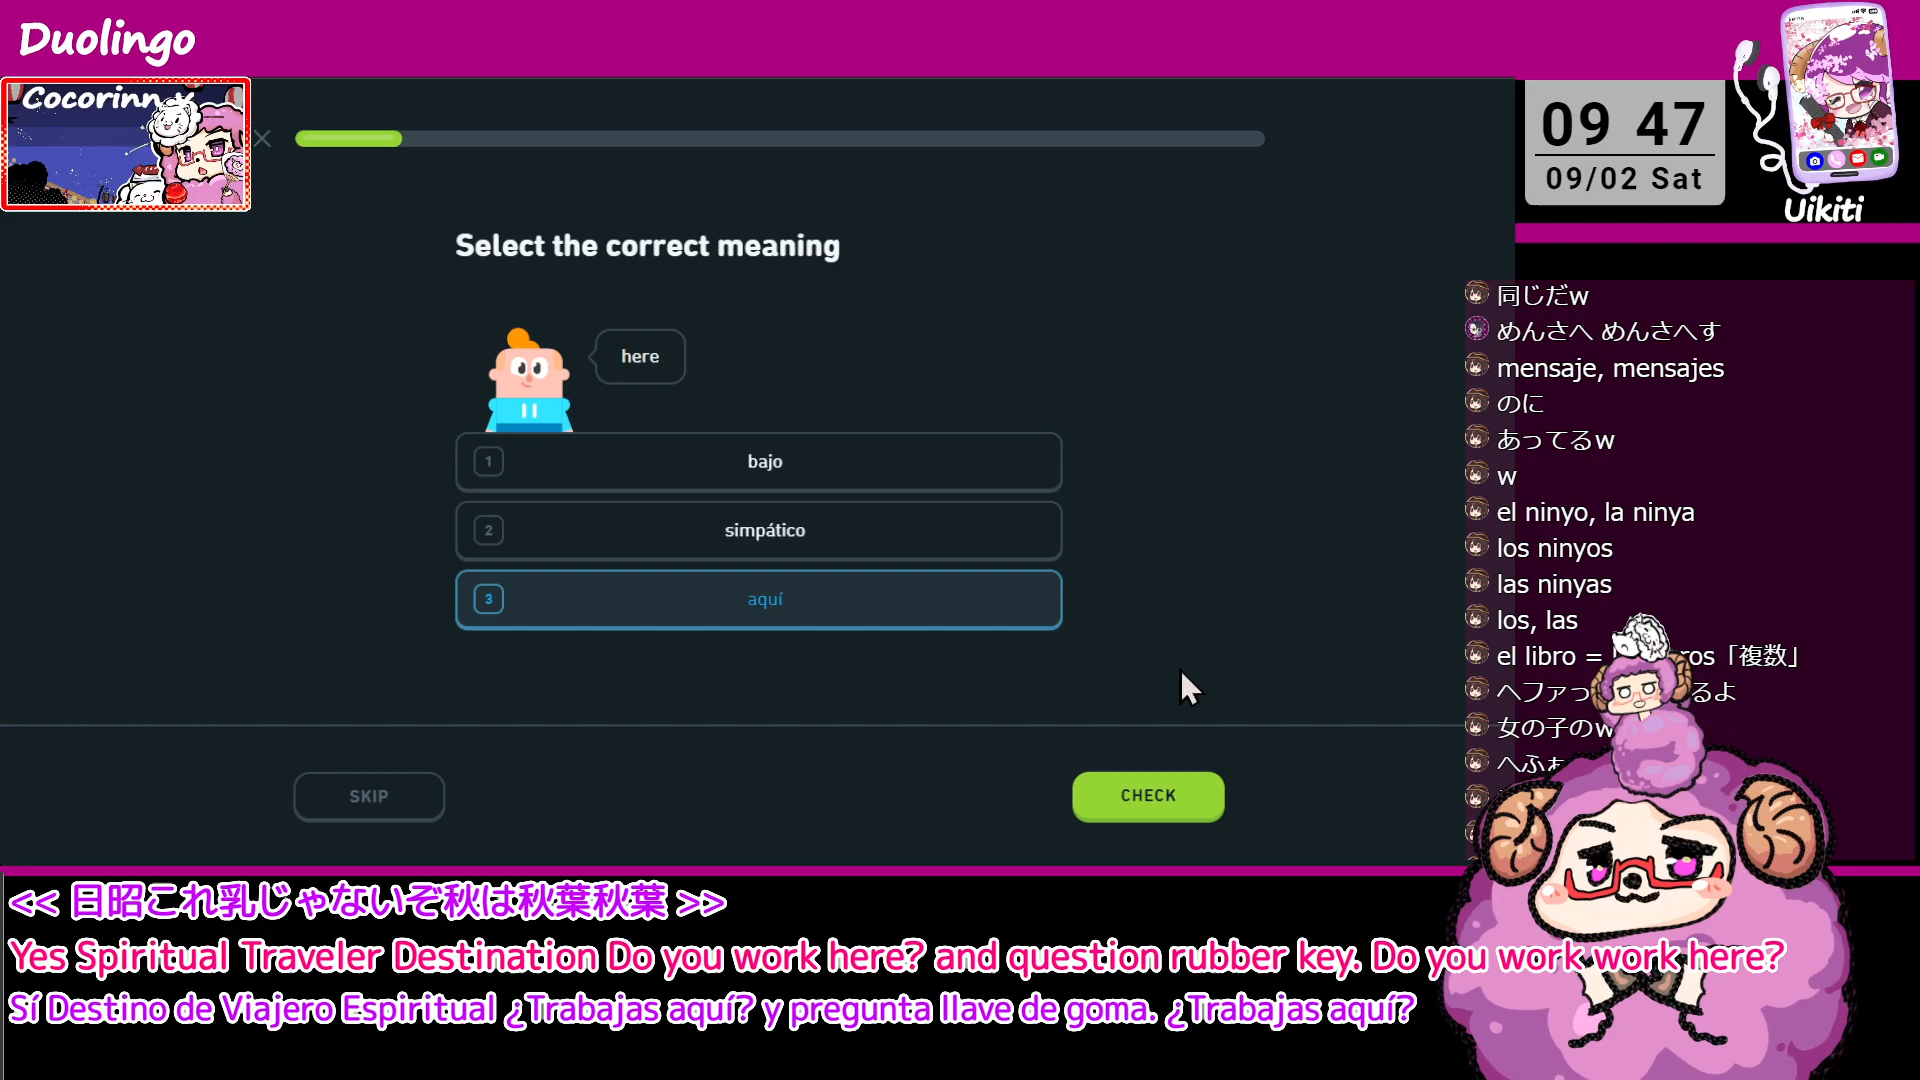 Duolingo
Cocorinn
09 47
09/02 Sat
Uikiti
Select the correct meaning
here
1 bajo
2 simpático
3 aquí
SKIP
CHECK
同じだw
めんさへ めんさへす
mensaje, mensajes
のに
あってるw
w
el ninyo, la ninya
los ninyos
las ninyas
los, las
el libro = ros「複数」
へファっ るよ
女の子のw
へふぁ
<< 日昭これ乳じゃないぞ秋は秋葉秋葉 >>
Yes Spiritual Traveler Destination Do you work here? and question rubber key. Do you work work here?
Sí Destino de Viajero Espiritual ¿Trabajas aquí? y pregunta llave de goma. ¿Trabajas aquí?